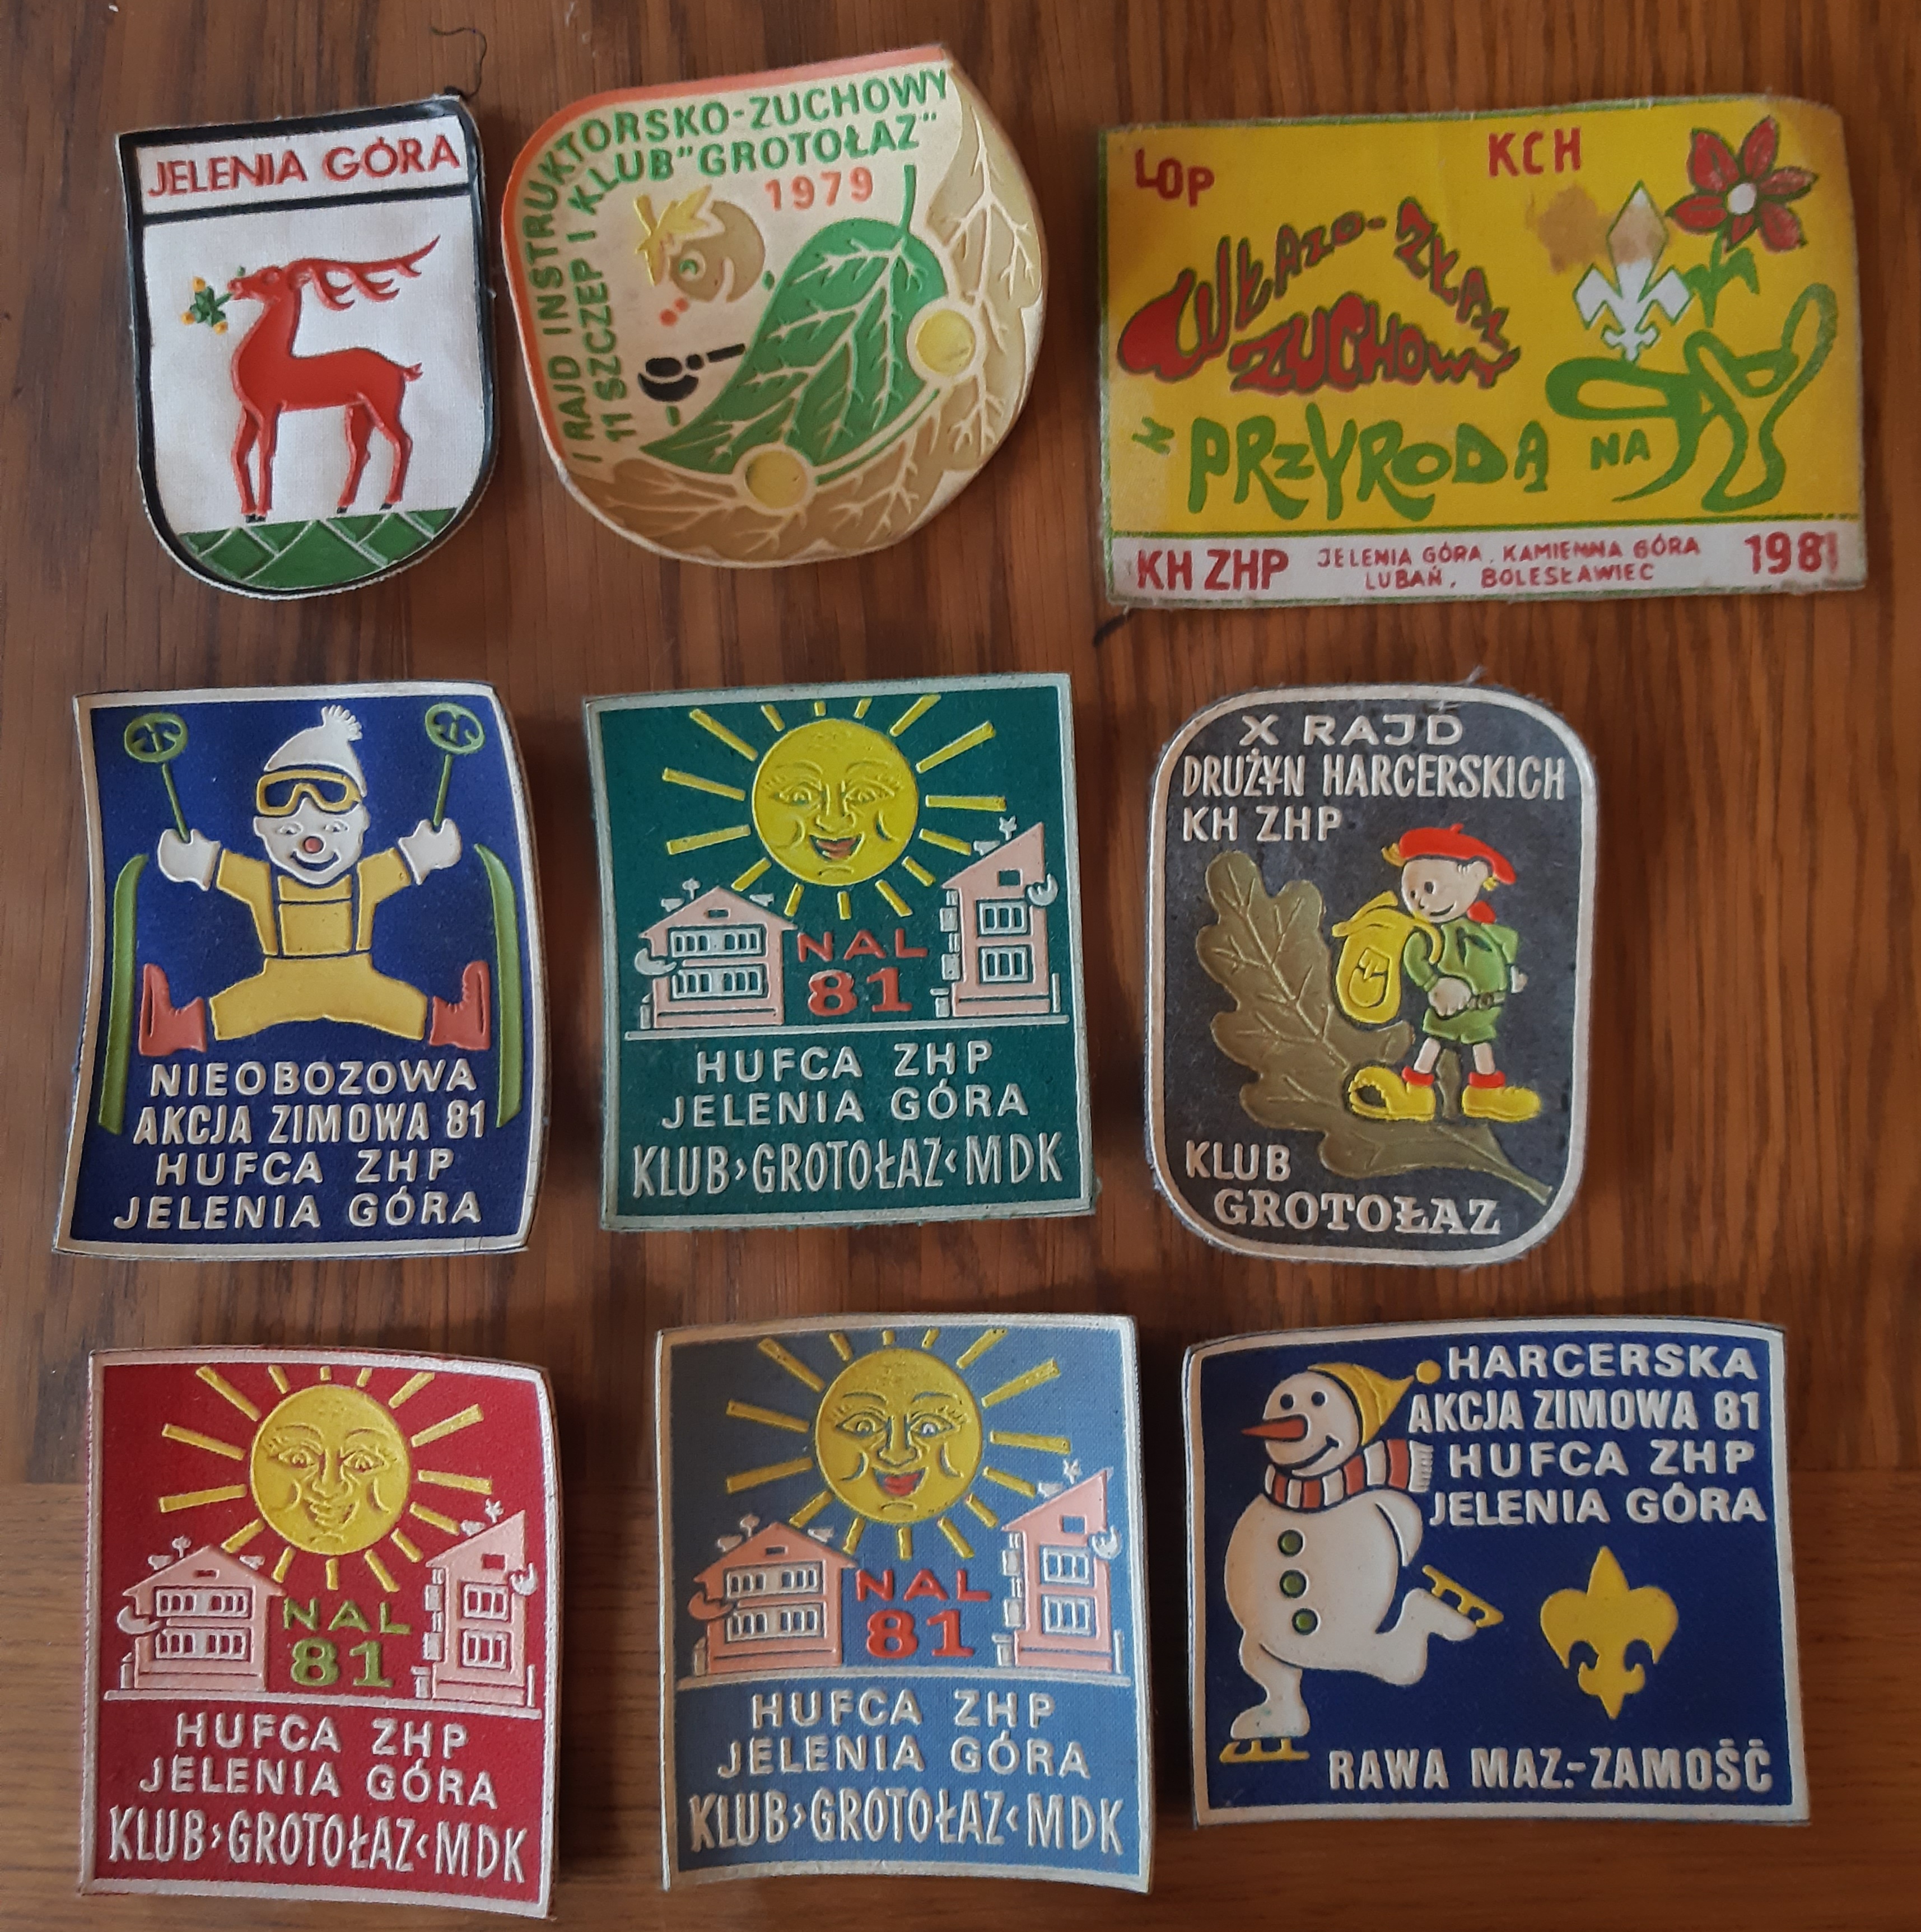 JELENIA GÓRA
I RAJD INSTRUKTORSKO-ZUCHOWY
11 SZCZEP I KLUB "GROTOŁAZ"
1979
LOP
KCH
WŁAZO-ZŁAZ
ZUCHOWY
Z PRZYRODĄ NA TY
KH ZHP
JELENIA GÓRA, KAMIENNA GÓRA
LUBAŃ, BOLESŁAWIEC
1981
NIEOBOZOWA
AKCJA ZIMOWA 81
HUFCA ZHP
JELENIA GÓRA
NAL
81
HUFCA ZHP
JELENIA GÓRA
KLUB›GROTOŁAZ‹MDK
X RAJD
DRUŻYN HARCERSKICH
KH ZHP
KLUB
GROTOŁAZ
NAL
81
HUFCA ZHP
JELENIA GÓRA
KLUB›GROTOŁAZ‹MDK
NAL
81
HUFCA ZHP
JELENIA GÓRA
KLUB›GROTOŁAZ‹MDK
HARCERSKA
AKCJA ZIMOWA 81
HUFCA ZHP
JELENIA GÓRA
RAWA MAZ.-ZAMOŚĆ